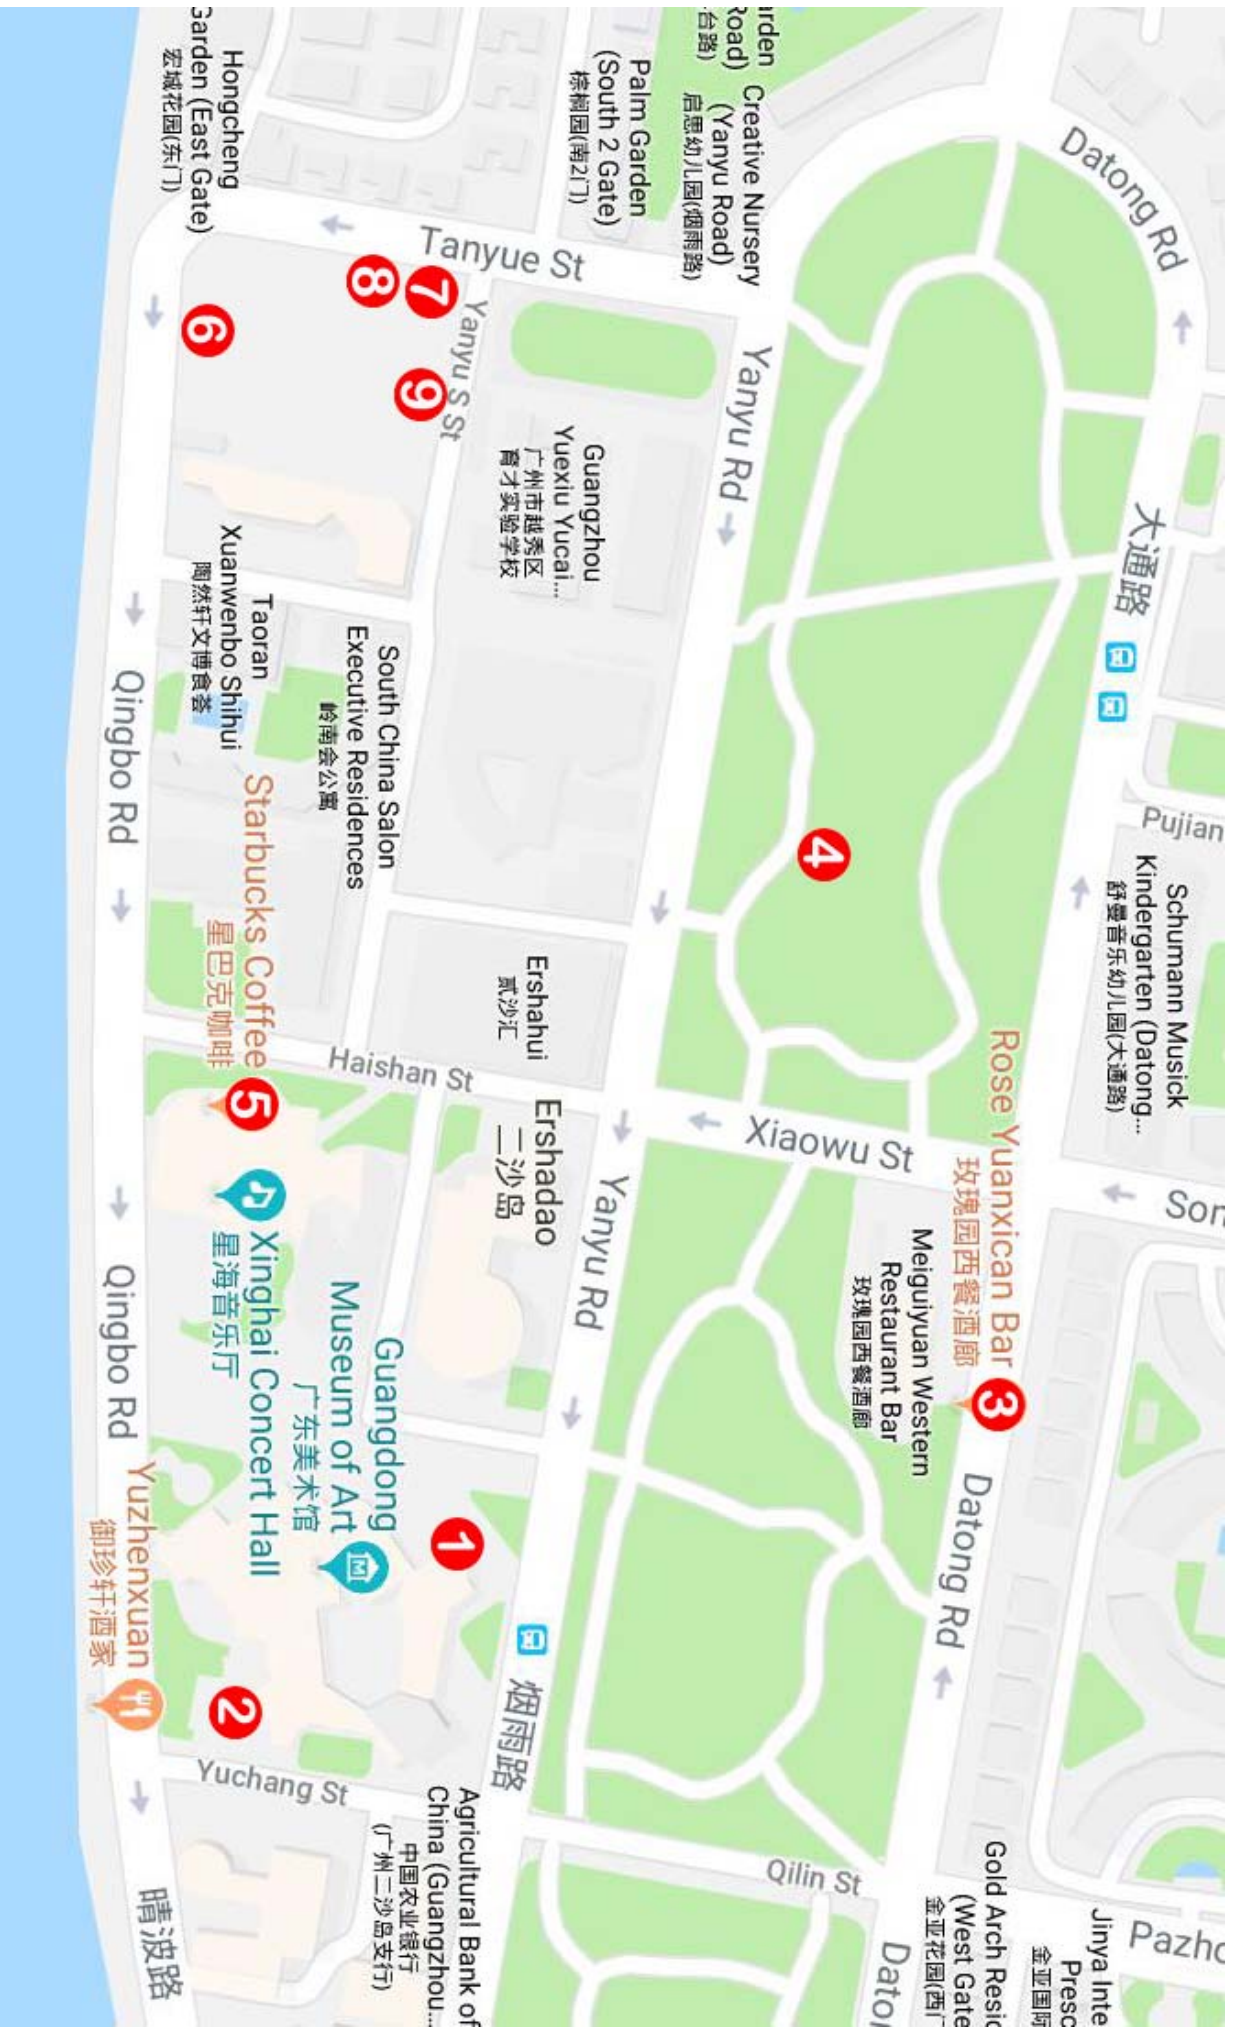 Datong Rd
大通路
Pujian
Schumann Musick
Kindergarten (Datong...
舒曼音乐幼儿园(大通路)
Son
Rose Yuanxican Bar
玫瑰园西餐酒廊
3
Meiguiyuan Western
Restaurant Bar
玫瑰园西餐酒廊
Datong Rd
Jinya Inte
Presc
金亚国际
Gold Arch Resid
(West Gate
金亚花园(西门
Qilin St
Xiaowu St
4
arden
Road)
台路)
Creative Nursery
(Yanyu Road)
启思幼儿园(烟雨路)
Palm Garden
(South 2 Gate)
棕榈园(南2门)
Yanyu Rd
Tanyue St
Guangzhou
Yuexiu Yucai...
广州市越秀区
育才实验学校
Yanyu S St
7
8
9
6
Hongcheng
Garden (East Gate)
宏城花园(东门)
Ershahui
贰沙汇
Ershadao
二沙岛
Yanyu Rd
烟雨路
South China Salon
Executive Residences
岭南会公寓
Taoran
Xuanwenbo Shihui
陶然轩文博食荟
Haishan St
Starbucks Coffee
星巴克咖啡
5
Xinghai Concert Hall
星海音乐厅
Guangdong
Museum of Art
广东美术馆
M
1
2
Yuzhenxuan
御珍轩酒家
Yuchang St
Agricultural Bank of
China (Guangzhou...
中国农业银行
(广州二沙岛支行)
Qingbo Rd
Qingbo Rd
晴波路